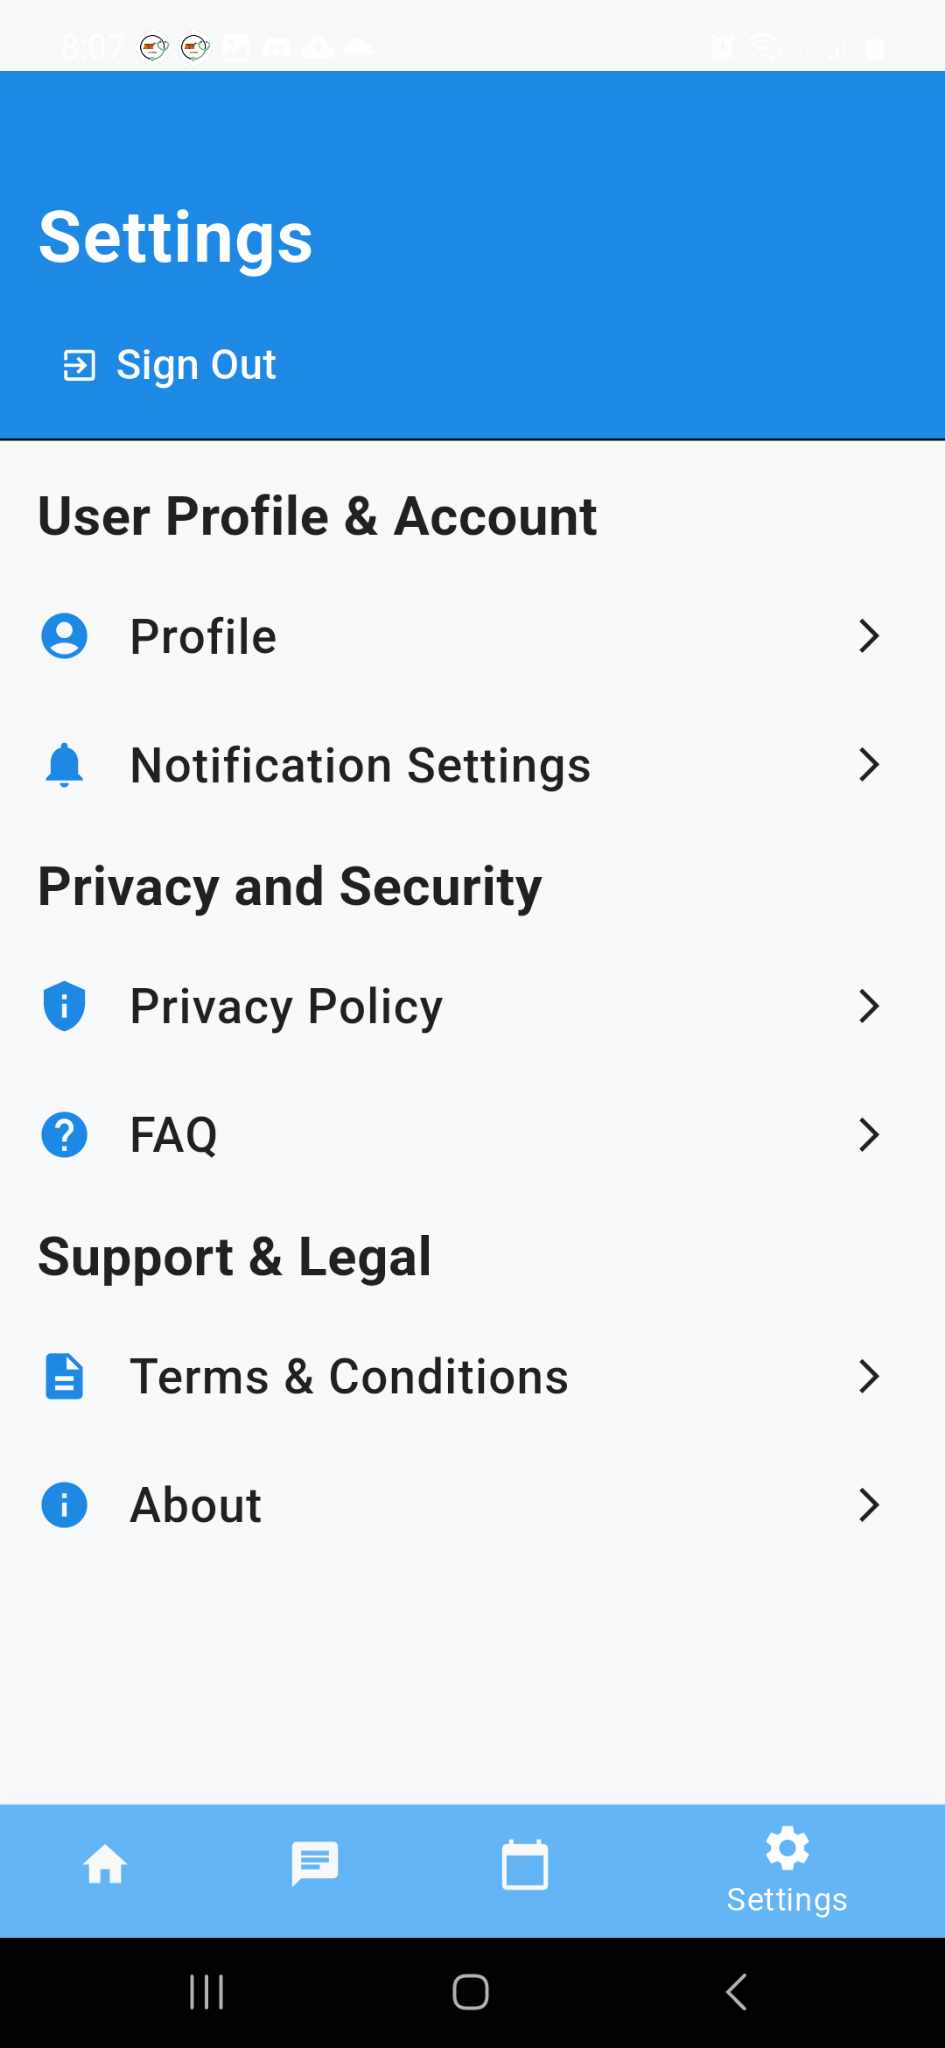 8:07
Settings
Sign Out
User Profile & Account
Profile
Notification Settings
Privacy and Security
Privacy Policy
FAQ
Support & Legal
Terms & Conditions
About
Settings